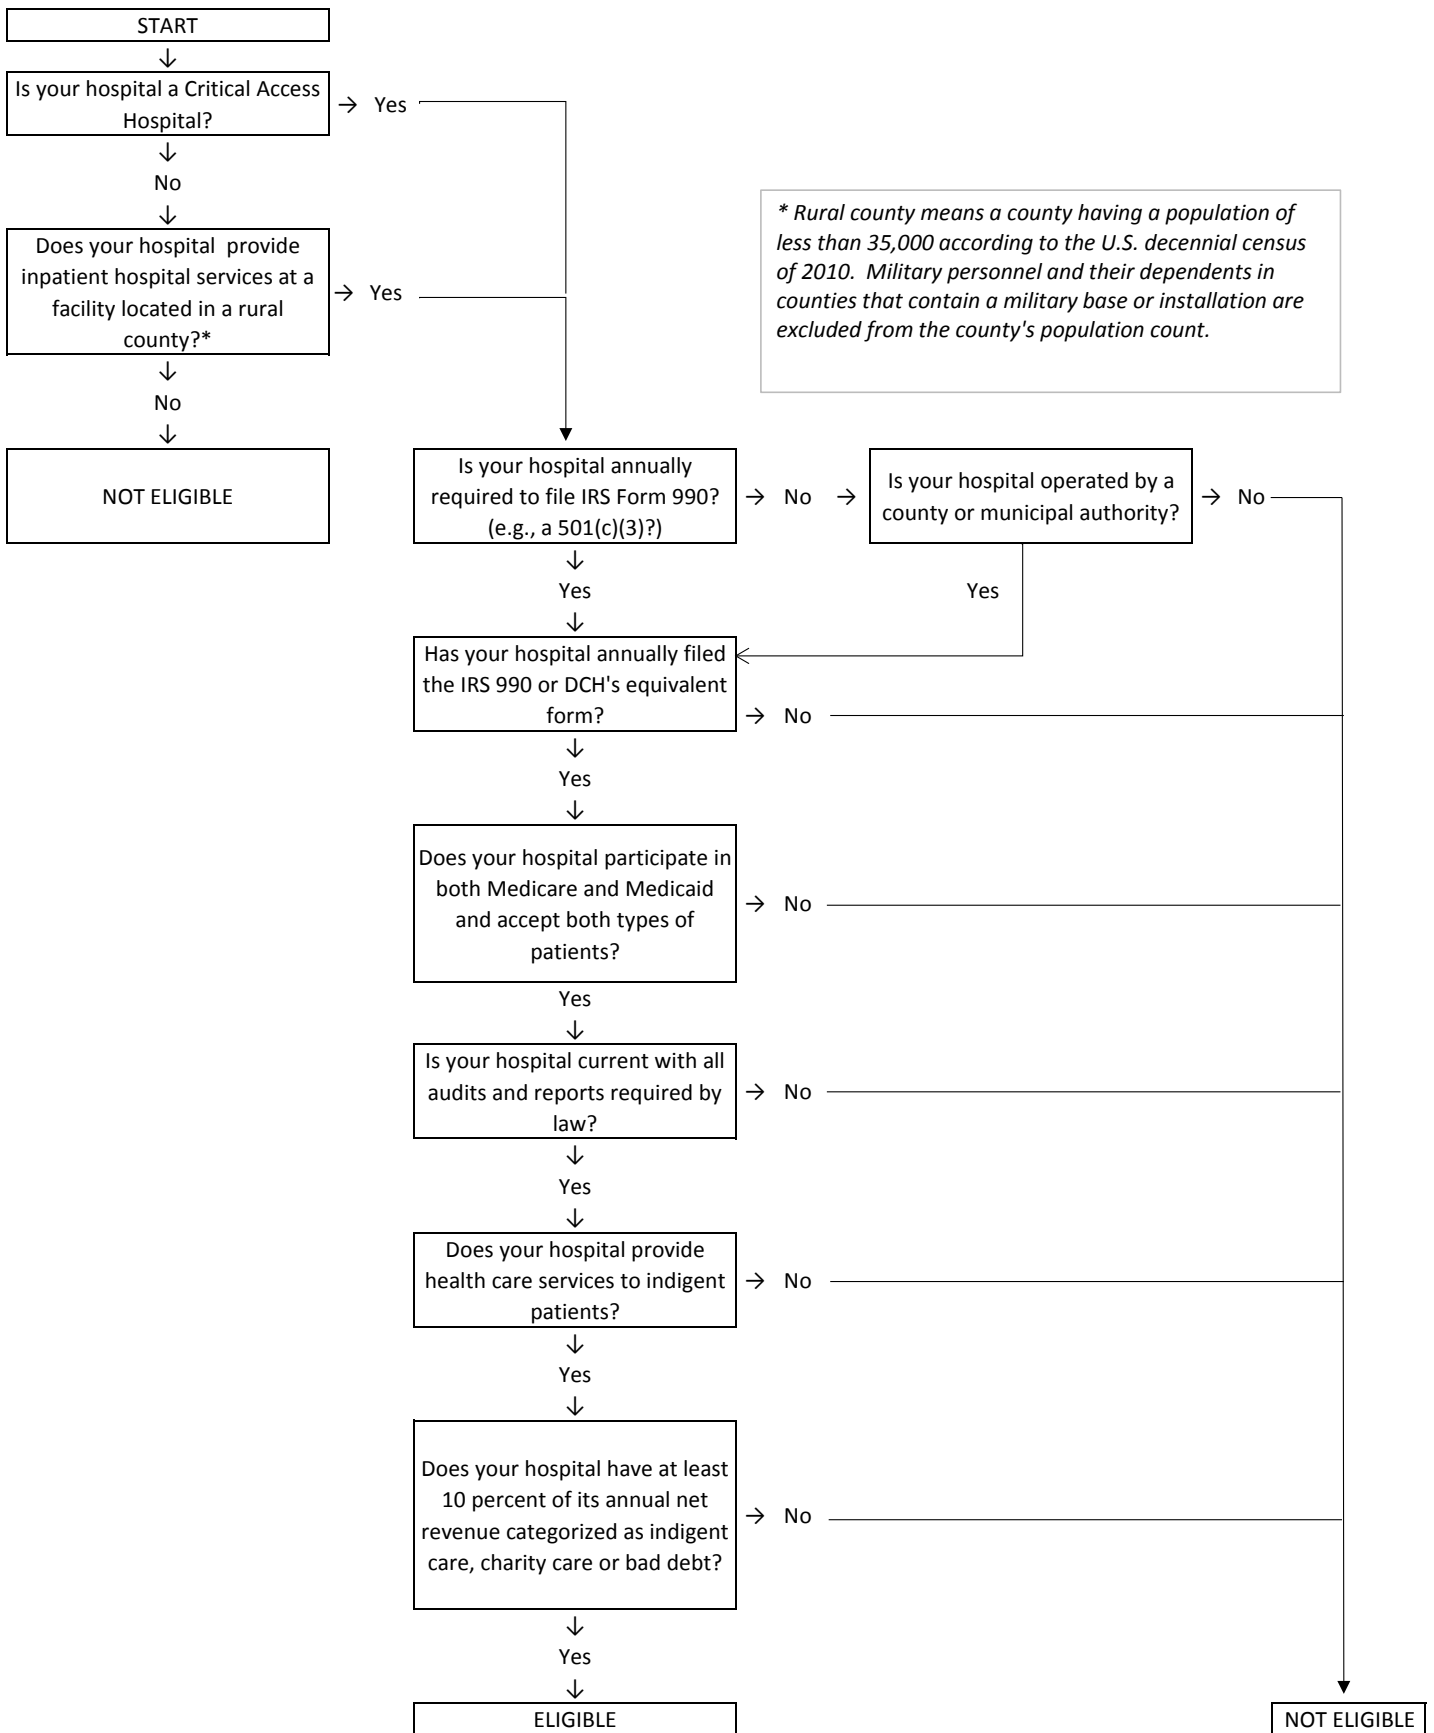 START
↓
Is your hospital a Critical Access
Hospital?
→ Yes
↓
No
↓
Does your hospital provide
inpatient hospital services at a
facility located in a rural
county?*
→ Yes
↓
No
↓
NOT ELIGIBLE
* Rural county means a county having a population of
less than 35,000 according to the U.S. decennial census
of 2010. Military personnel and their dependents in
counties that contain a military base or installation are
excluded from the county's population count.
Is your hospital annually
required to file IRS Form 990?
(e.g., a 501(c)(3)?)
→ No →
Is your hospital operated by a
county or municipal authority?
→ No
↓
Yes
Yes
↓
Has your hospital annually filed
the IRS 990 or DCH's equivalent
form?
→ No
↓
Yes
↓
Does your hospital participate in
both Medicare and Medicaid
and accept both types of
patients?
→ No
Yes
↓
Is your hospital current with all
audits and reports required by
law?
→ No
↓
Yes
↓
Does your hospital provide
health care services to indigent
patients?
→ No
↓
Yes
↓
Does your hospital have at least
10 percent of its annual net
revenue categorized as indigent
care, charity care or bad debt?
→ No
↓
Yes
↓
ELIGIBLE
NOT ELIGIBLE